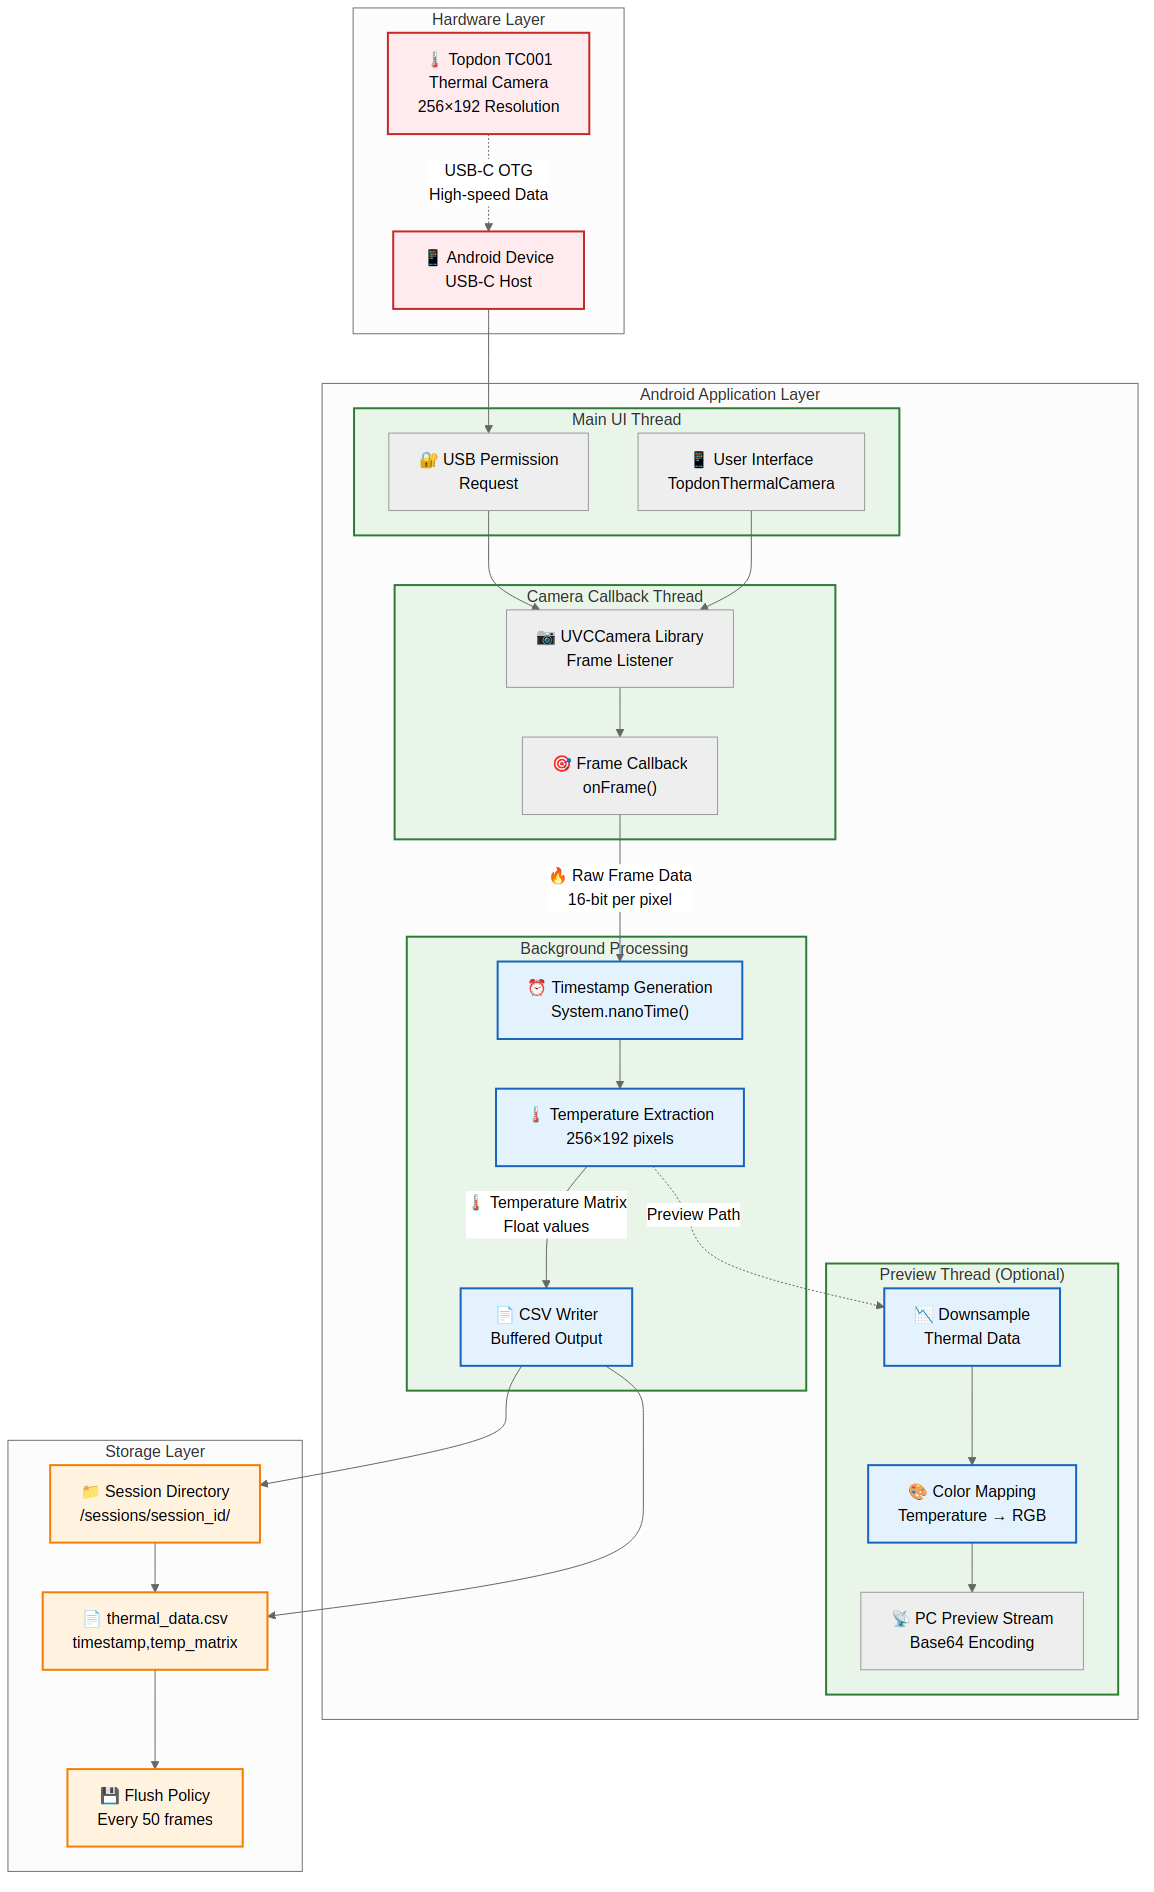 Hardware Layer
🌡️ Topdon TC001
Thermal Camera
256×192 Resolution
USB-C OTG
High-speed Data
📱 Android Device
USB-C Host
Android Application Layer
Main UI Thread
🔐 USB Permission
Request
📱 User Interface
TopdonThermalCamera
Camera Callback Thread
📷 UVCCamera Library
Frame Listener
🎯 Frame Callback
onFrame()
🔥 Raw Frame Data
16-bit per pixel
Background Processing
⏰ Timestamp Generation
System.nanoTime()
🌡️ Temperature Extraction
256×192 pixels
🌡️ Temperature Matrix
Float values
Preview Path
📄 CSV Writer
Buffered Output
Preview Thread (Optional)
📉 Downsample
Thermal Data
🎨 Color Mapping
Temperature → RGB
📡 PC Preview Stream
Base64 Encoding
Storage Layer
📁 Session Directory
/sessions/session_id/
📄 thermal_data.csv
timestamp,temp_matrix
💾 Flush Policy
Every 50 frames